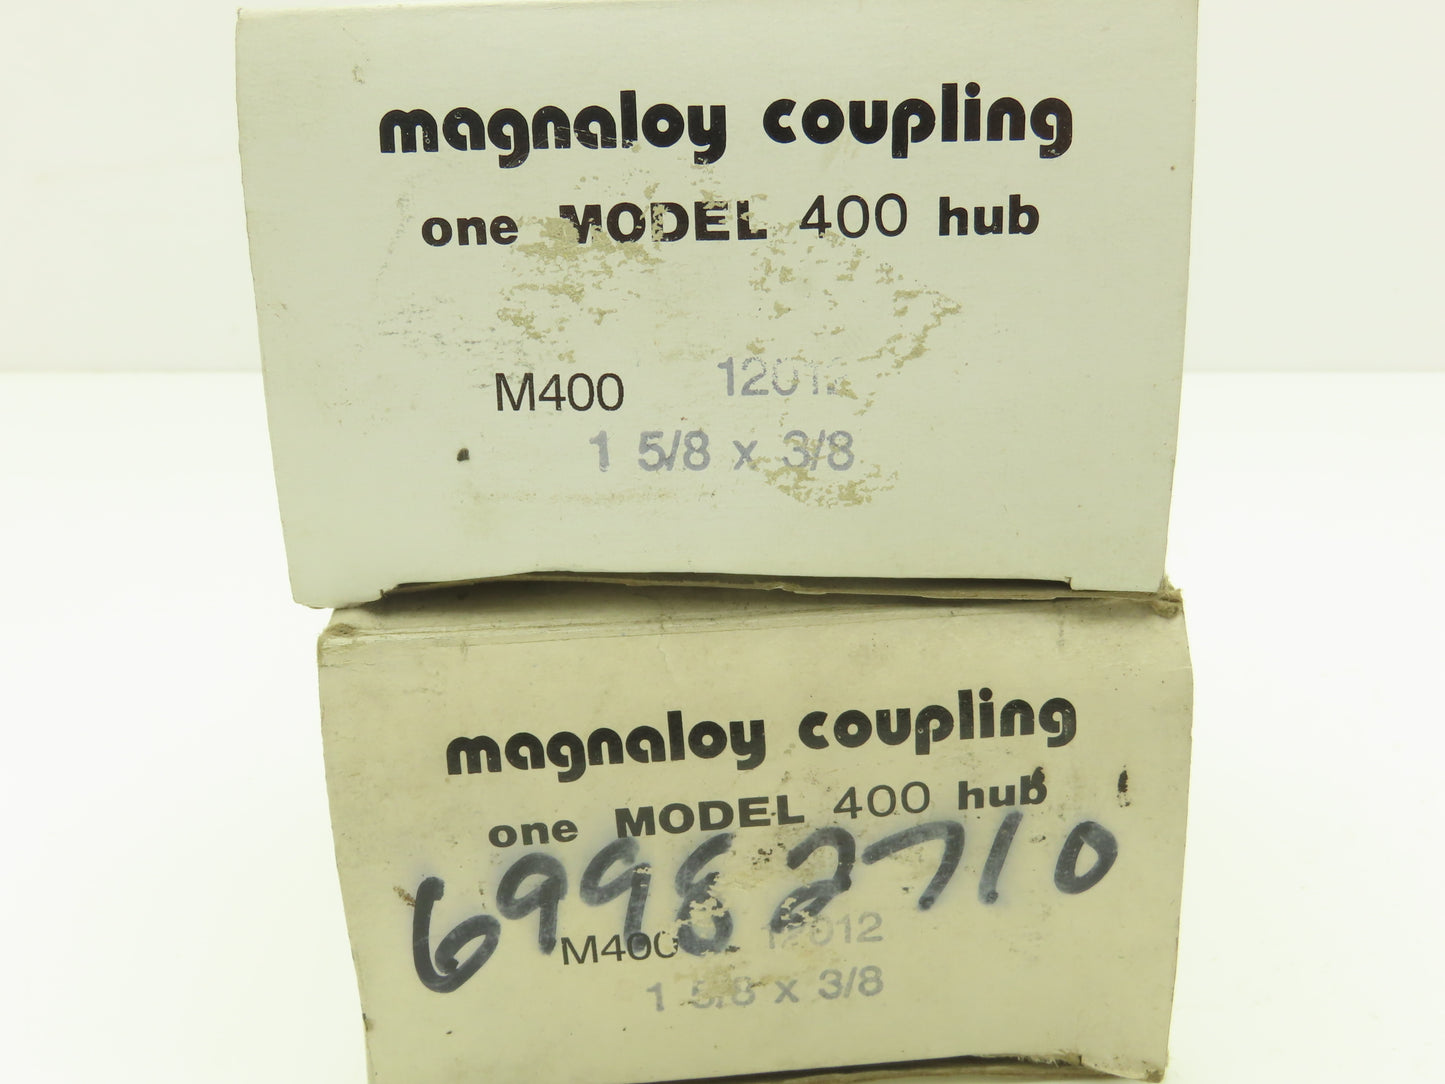 magnaloy coupling
one MODEL 400 hub
M400 12012
1 5/8 x 3/8
magnaloy coupling
one MODEL 400 hub
69982710
M400 12012
1 5/8 x 3/8